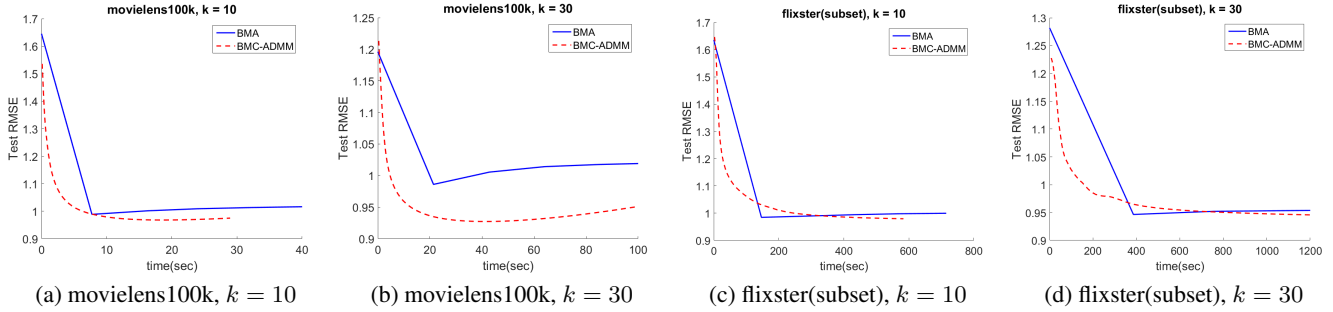 movielens100k, k = 10
1.7
1.6
1.5
1.4
1.3
1.2
1.1
1
0.9
Test RMSE
BMA
BMC-ADMM
0 10 20 30 40
time(sec)
(a) movielens100k, k = 10
movielens100k, k = 30
1.25
1.2
1.15
1.1
1.05
1
0.95
0.9
Test RMSE
BMA
BMC-ADMM
0 20 40 60 80 100
time(sec)
(b) movielens100k, k = 30
flixster(subset), k = 10
1.7
1.6
1.5
1.4
1.3
1.2
1.1
1
0.9
Test RMSE
BMA
BMC-ADMM
0 200 400 600 800
time(sec)
(c) flixster(subset), k = 10
flixster(subset), k = 30
1.3
1.25
1.2
1.15
1.1
1.05
1
0.95
0.9
Test RMSE
BMA
BMC-ADMM
0 200 400 600 800 1000 1200
time(sec)
(d) flixster(subset), k = 30